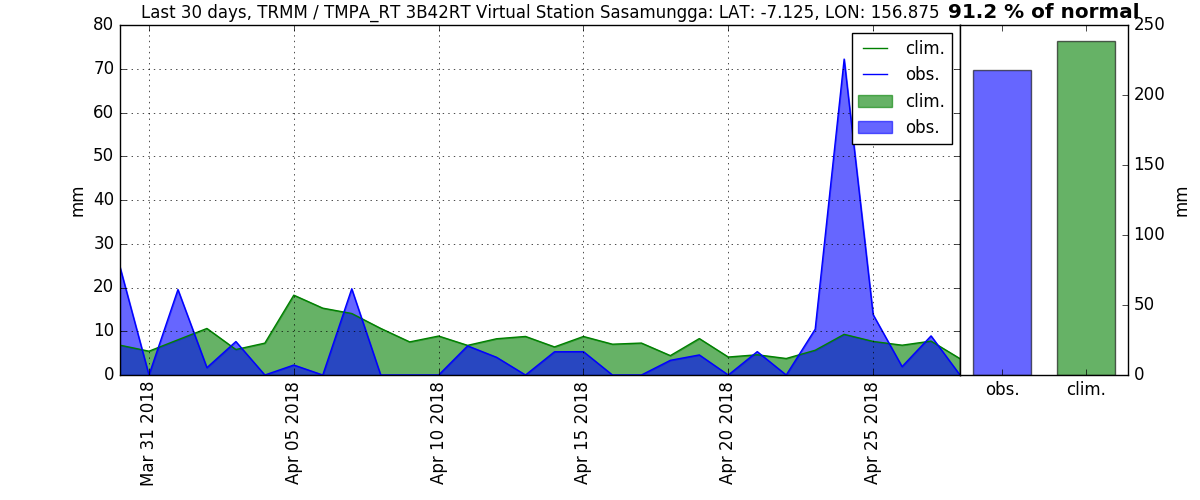 Last 30 days, TRMM / TMPA_RT 3B42RT Virtual Station Sasamungga: LAT: -7.125, LON: 156.875 91.2 % of normal
80
70
60
50
40
30
20
10
0
mm
clim.
obs.
clim.
obs.
250
200
150
100
50
0
mm
Mar 31 2018
Apr 05 2018
Apr 10 2018
Apr 15 2018
Apr 20 2018
Apr 25 2018
obs.
clim.